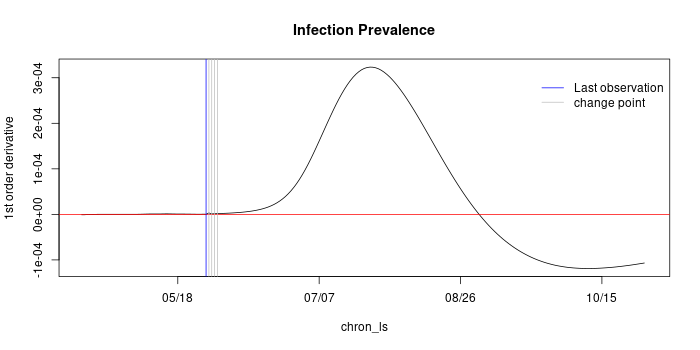 Infection Prevalence
1st order derivative
3e-04
2e-04
1e-04
0e+00
-1e-04
Last observation
change point
05/18
07/07
08/26
10/15
chron_ls